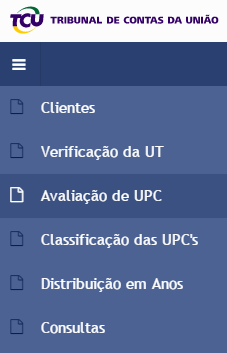 TCU TRIBUNAL DE CONTAS DA UNIÃO
Clientes
Verificação da UT
Avaliação de UPC
Classificação das UPC's
Distribuição em Anos
Consultas